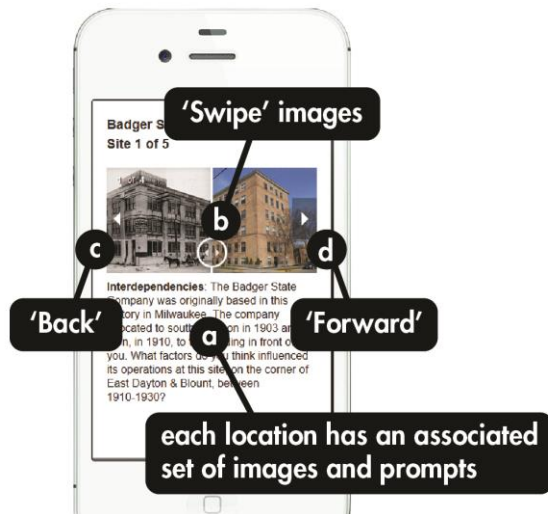 Badger S
'Swipe' images
Site 1 of 5
b
c
d
'Back'
'Forward'
Interdependencies: The Badger State
Company was originally based in this
in Milwaukee. The company
to south in 1903
in 1910, to in front of
a
you. What factors do you think influenced
its operations at this site on the corner of
East Dayton & Blount, between
1910-1930?
each location has an associated
set of images and prompts